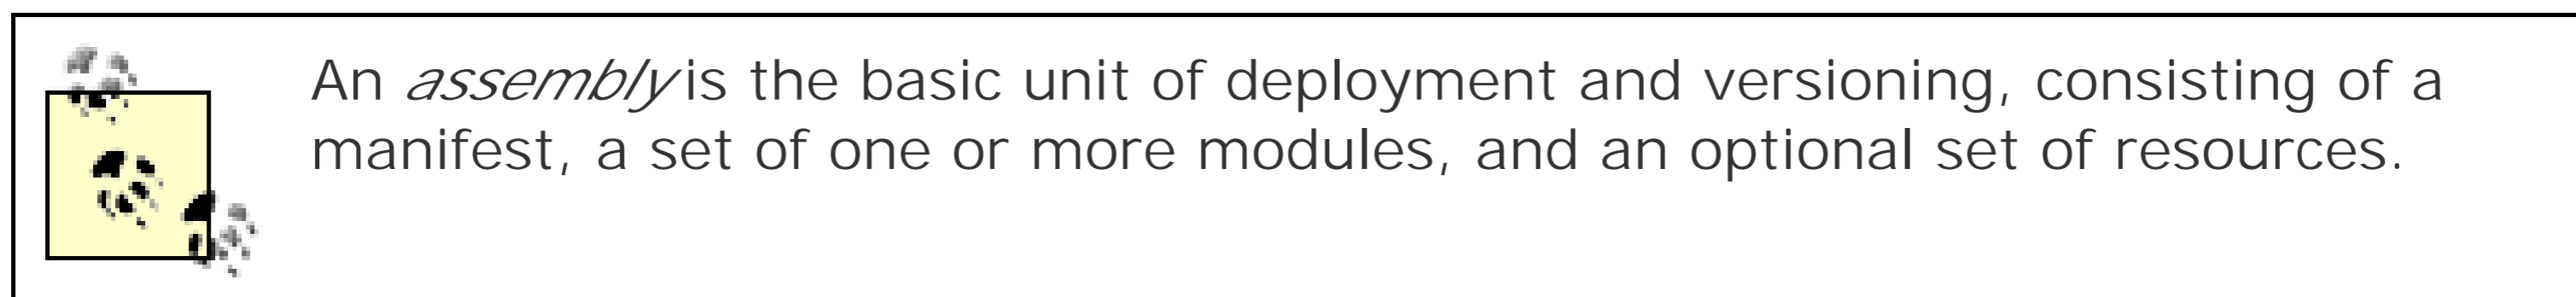 An assembly is the basic unit of deployment and versioning, consisting of a
manifest, a set of one or more modules, and an optional set of resources.